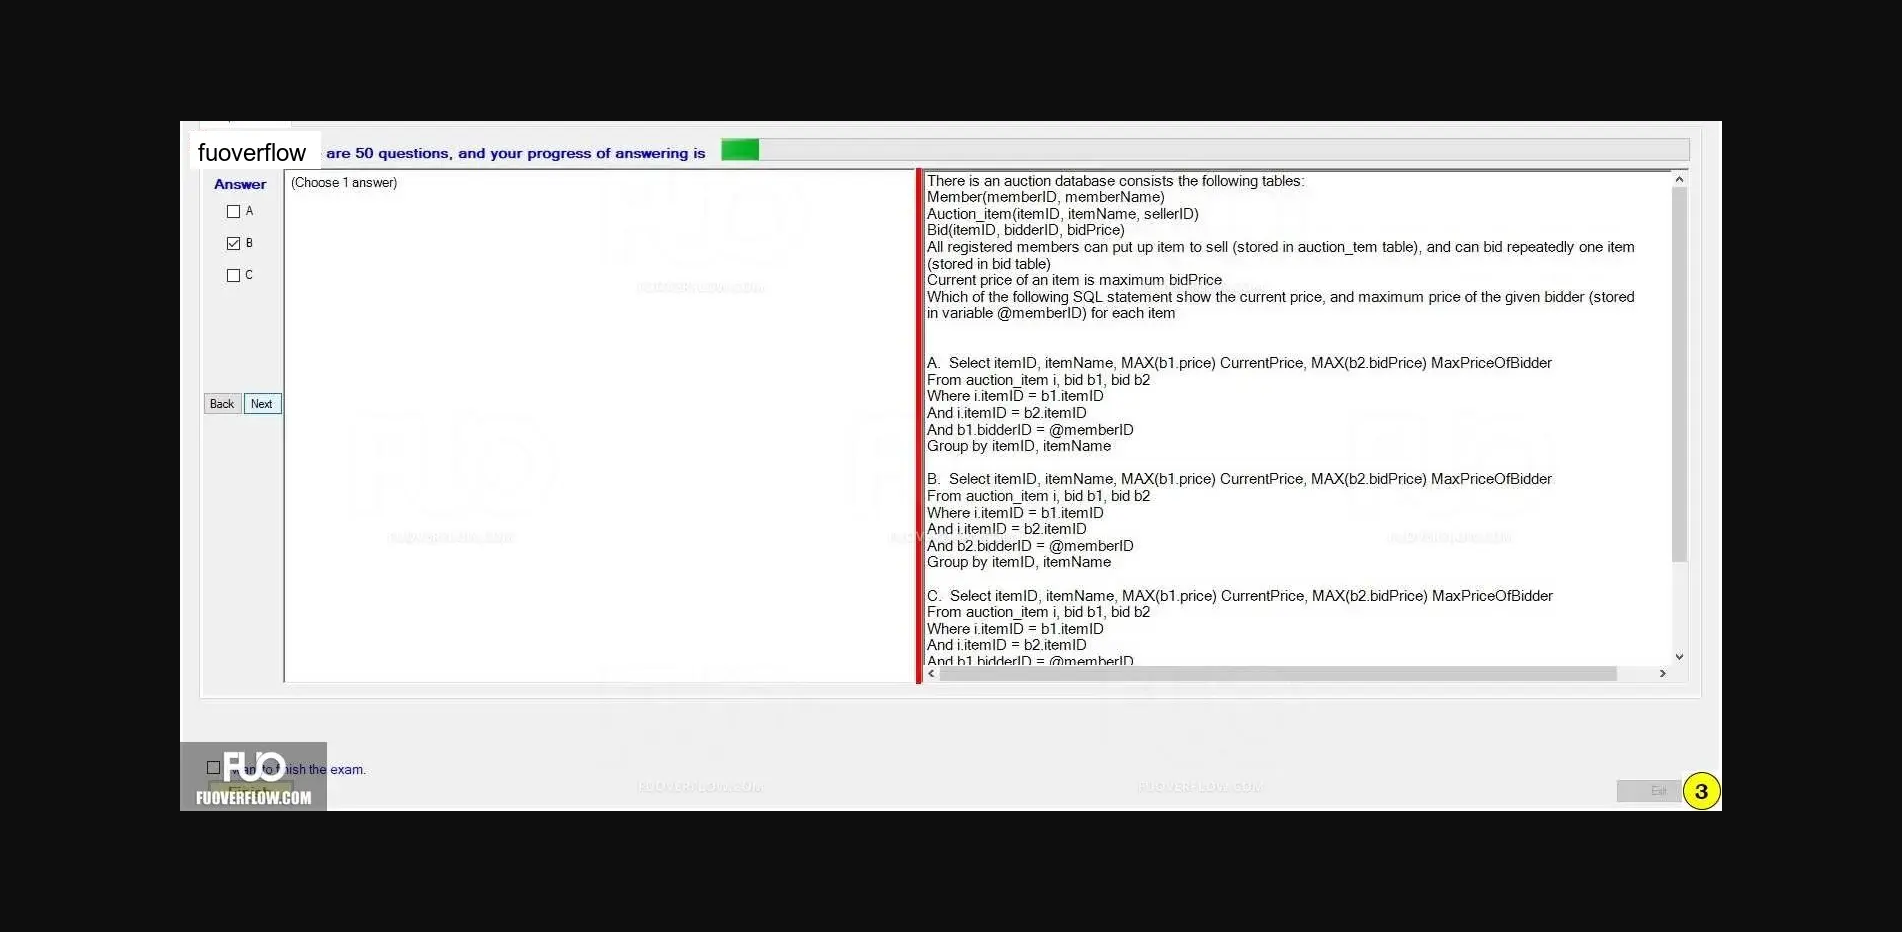 fuoverflow are 50 questions, and your progress of answering is
Answer
A
B
C
Back Next
(Choose 1 answer)
There is an auction database consists the following tables:
Member(memberID, memberName)
Auction_item(itemID, itemName, sellerID)
Bid(itemID, bidderID, bidPrice)
All registered members can put up item to sell (stored in auction_tem table), and can bid repeatedly one item
(stored in bid table)
Current price of an item is maximum bidPrice
Which of the following SQL statement show the current price, and maximum price of the given bidder (stored
in variable @memberID) for each item
A. Select itemID, itemName, MAX(b1.price) CurrentPrice, MAX(b2.bidPrice) MaxPriceOfBidder
From auction_item i, bid b1, bid b2
Where i.itemID = b1.itemID
And i.itemID = b2.itemID
And b1.bidderID = @memberID
Group by itemID, itemName
B. Select itemID, itemName, MAX(b1.price) CurrentPrice, MAX(b2.bidPrice) MaxPriceOfBidder
From auction_item i, bid b1, bid b2
Where i.itemID = b1.itemID
And i.itemID = b2.itemID
And b2.bidderID = @memberID
Group by itemID, itemName
C. Select itemID, itemName, MAX(b1.price) CurrentPrice, MAX(b2.bidPrice) MaxPriceOfBidder
From auction_item i, bid b1, bid b2
Where i.itemID = b1.itemID
And i.itemID = b2.itemID
And b1.bidderID = @memberID
FUO
to finish the exam.
FUOVERFLOW.COM
Exit
3